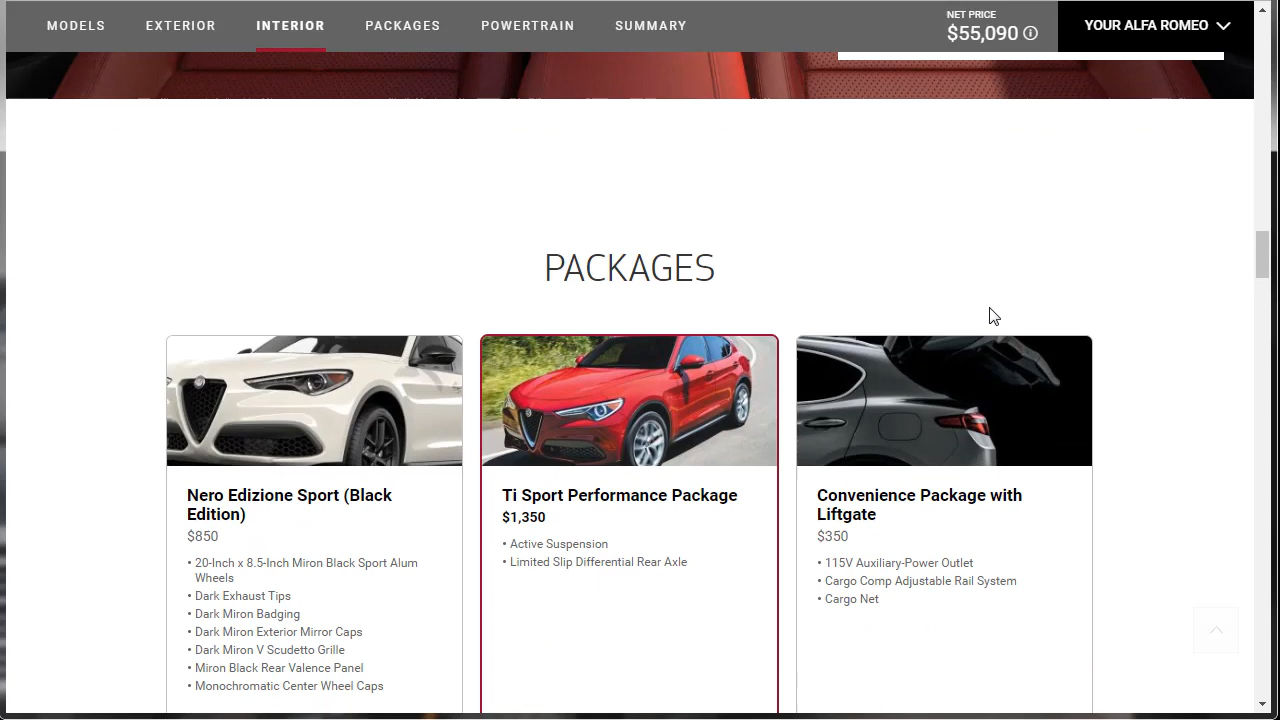 MODELS EXTERIOR INTERIOR PACKAGES POWERTRAIN SUMMARY
NET PRICE
$55,090
YOUR ALFA ROMEO
PACKAGES
Nero Edizione Sport (Black
Edition)
$850
• 20-Inch x 8.5-Inch Miron Black Sport Alum
Wheels
• Dark Exhaust Tips
• Dark Miron Badging
• Dark Miron Exterior Mirror Caps
• Dark Miron V Scudetto Grille
• Miron Black Rear Valence Panel
• Monochromatic Center Wheel Caps
Ti Sport Performance Package
$1,350
• Active Suspension
• Limited Slip Differential Rear Axle
Convenience Package with
Liftgate
$350
• 115V Auxiliary-Power Outlet
• Cargo Comp Adjustable Rail System
• Cargo Net